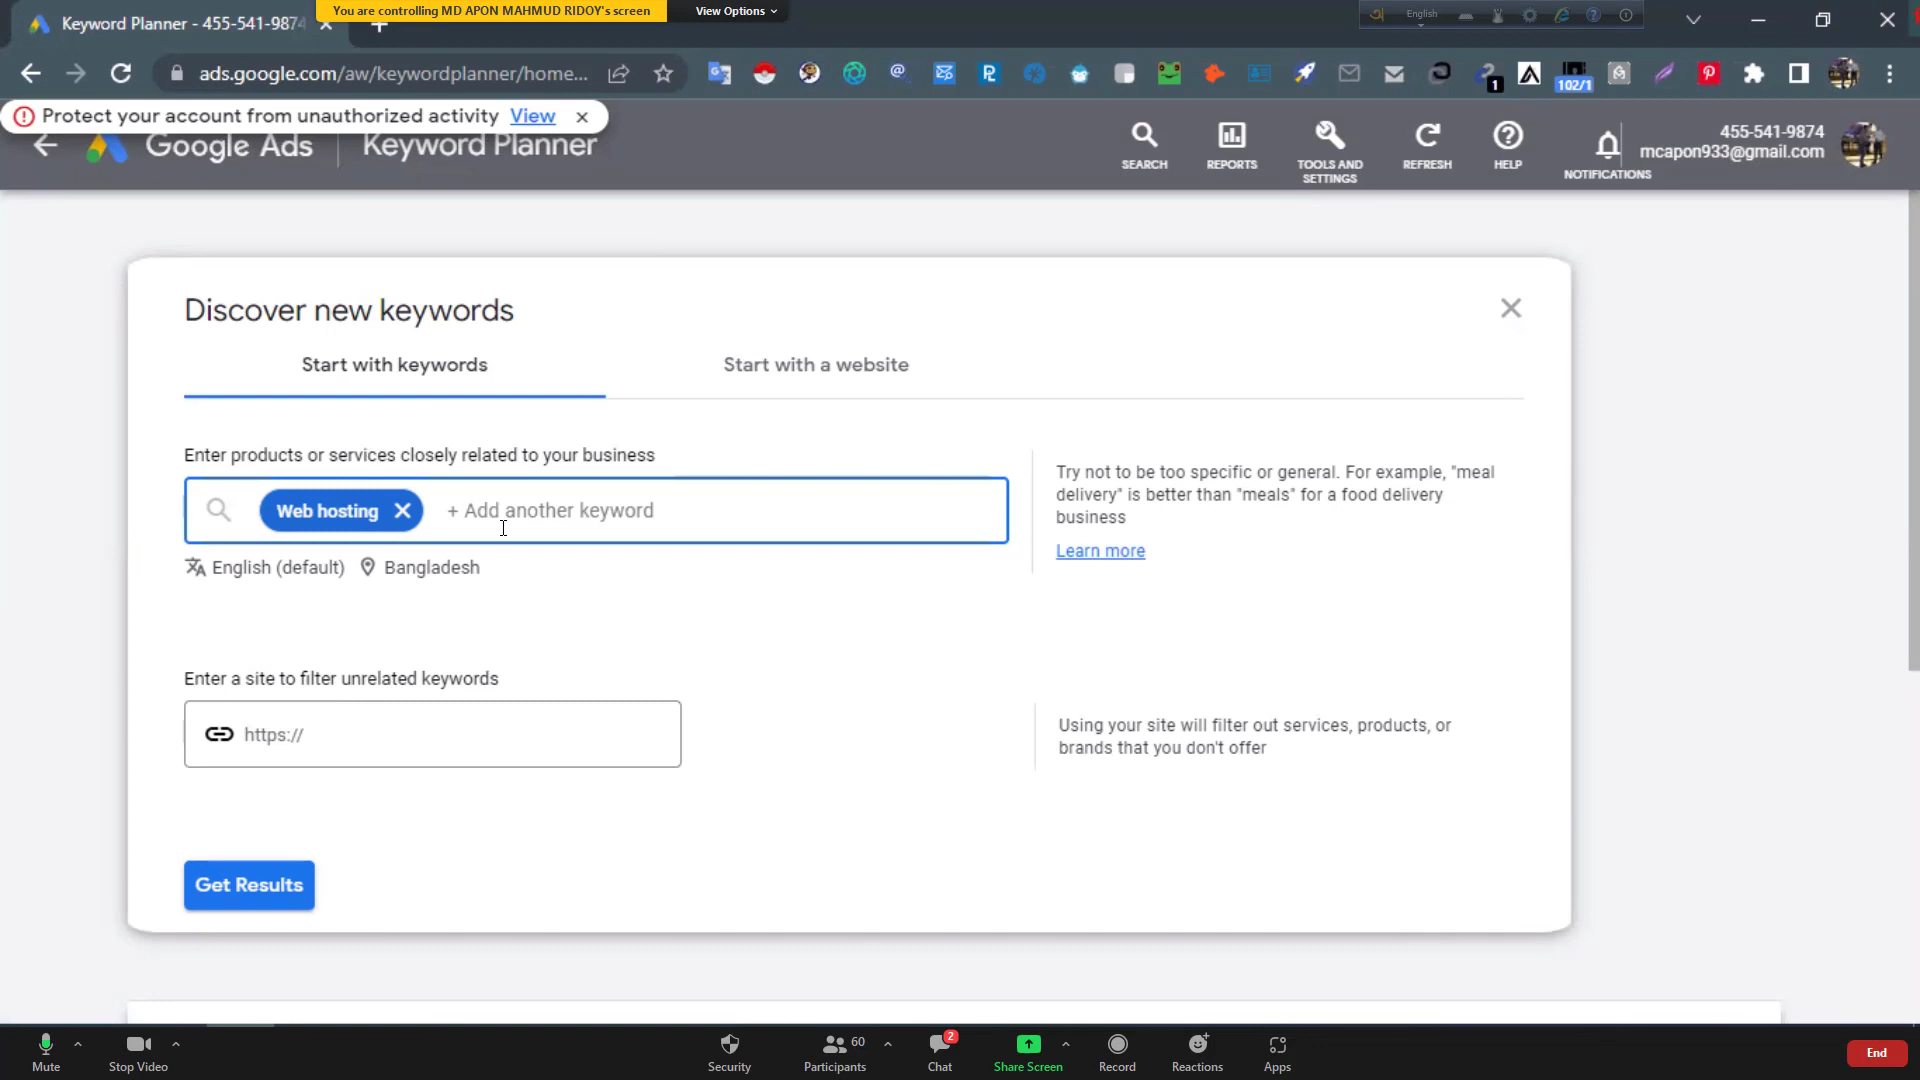 Keyword Planner - 455-541-9874
You are controlling MD APON MAHMUD RIDOY's screen
View Options
English
ads.google.com/aw/keywordplanner/home...
1
102/1
Protect your account from unauthorized activity View
Google Ads
Keyword Planner
SEARCH
REPORTS
TOOLS AND
SETTINGS
REFRESH
HELP
NOTIFICATIONS
455-541-9874
mcapon933@gmail.com
Discover new keywords
Start with keywords
Start with a website
Enter products or services closely related to your business
Web hosting
+ Add another keyword
English (default)
Bangladesh
Try not to be too specific or general. For example, "meal
delivery" is better than "meals" for a food delivery
business
Learn more
Enter a site to filter unrelated keywords
https://
Using your site will filter out services, products, or
brands that you don't offer
Get Results
Mute
Stop Video
Security
60
Participants
2
Chat
Share Screen
Record
Reactions
Apps
End